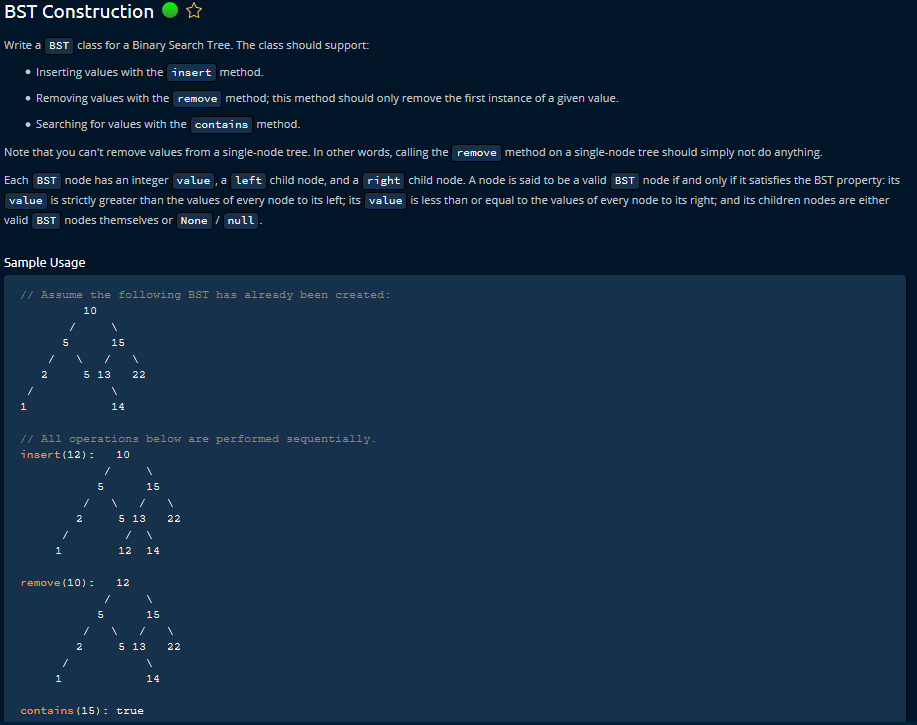 BST Construction
Write a BST class for a Binary Search Tree. The class should support:
• Inserting values with the insert method.
• Removing values with the remove method; this method should only remove the first instance of a given value.
• Searching for values with the contains method.
Note that you can't remove values from a single-node tree. In other words, calling the remove method on a single-node tree should simply not do anything.
Each BST node has an integer value, a left child node, and a right child node. A node is said to be a valid BST node if and only if it satisfies the BST property: its
value is strictly greater than the values of every node to its left; its value is less than or equal to the values of every node to its right; and its children nodes are either
valid BST nodes themselves or None / null.
Sample Usage
// Assume the following BST has already been created:
         10
       /     \
      5      15
    /   \   /   \
   2     5 13   22
 /           \
1            14
// All operations below are performed sequentially.
insert(12):   10
            /     \
           5      15
         /   \   /   \
        2     5 13   22
      /        /  \
     1        12  14
remove(10):   12
            /     \
           5      15
         /   \   /   \
        2     5 13   22
      /           \
     1            14
contains(15): true